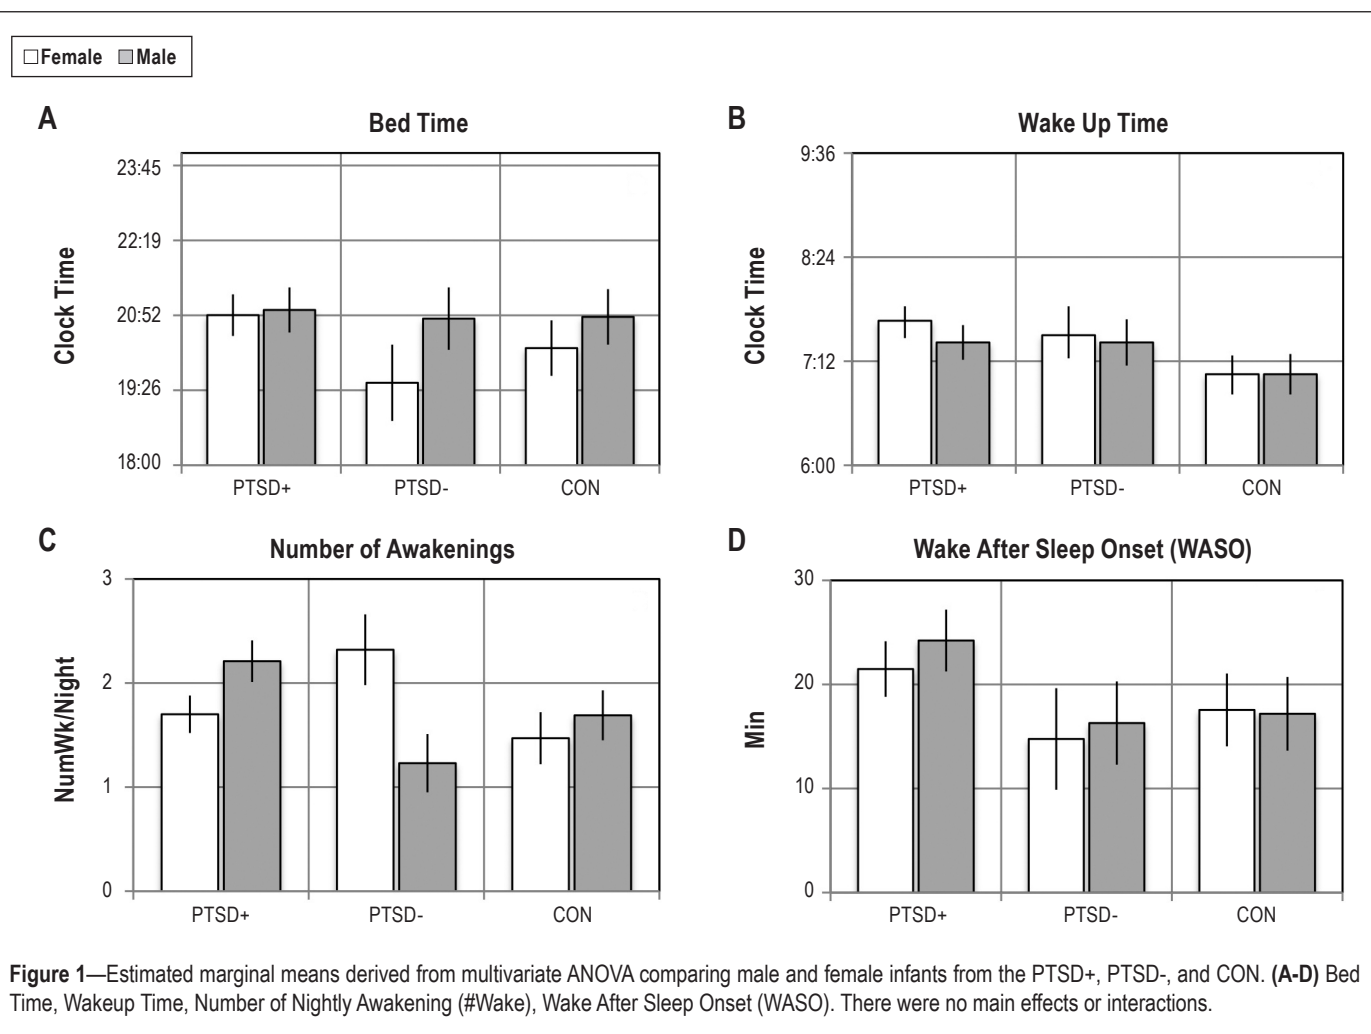 Female Male
A
Bed Time
Clock Time
23:45
22:19
20:52
19:26
18:00
PTSD+ PTSD- CON
B
Wake Up Time
Clock Time
9:36
8:24
7:12
6:00
PTSD+ PTSD- CON
C
Number of Awakenings
NumWk/Night
3
2
1
0
PTSD+ PTSD- CON
D
Wake After Sleep Onset (WASO)
Min
30
20
10
0
PTSD+ PTSD- CON
Figure 1—Estimated marginal means derived from multivariate ANOVA comparing male and female infants from the PTSD+, PTSD-, and CON. (A-D) Bed
Time, Wakeup Time, Number of Nightly Awakening (#Wake), Wake After Sleep Onset (WASO). There were no main effects or interactions.